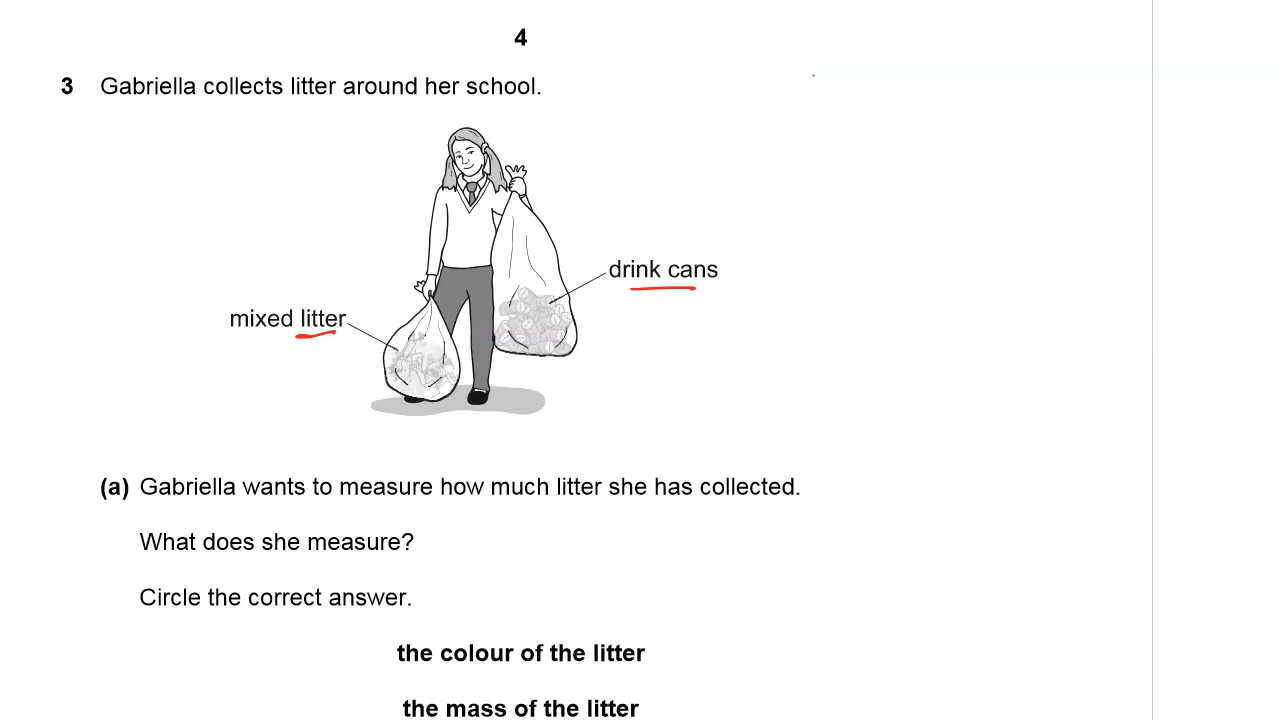 4
3 Gabriella collects litter around her school.
drink cans
mixed litter
(a) Gabriella wants to measure how much litter she has collected.
What does she measure?
Circle the correct answer.
the colour of the litter
the mass of the litter